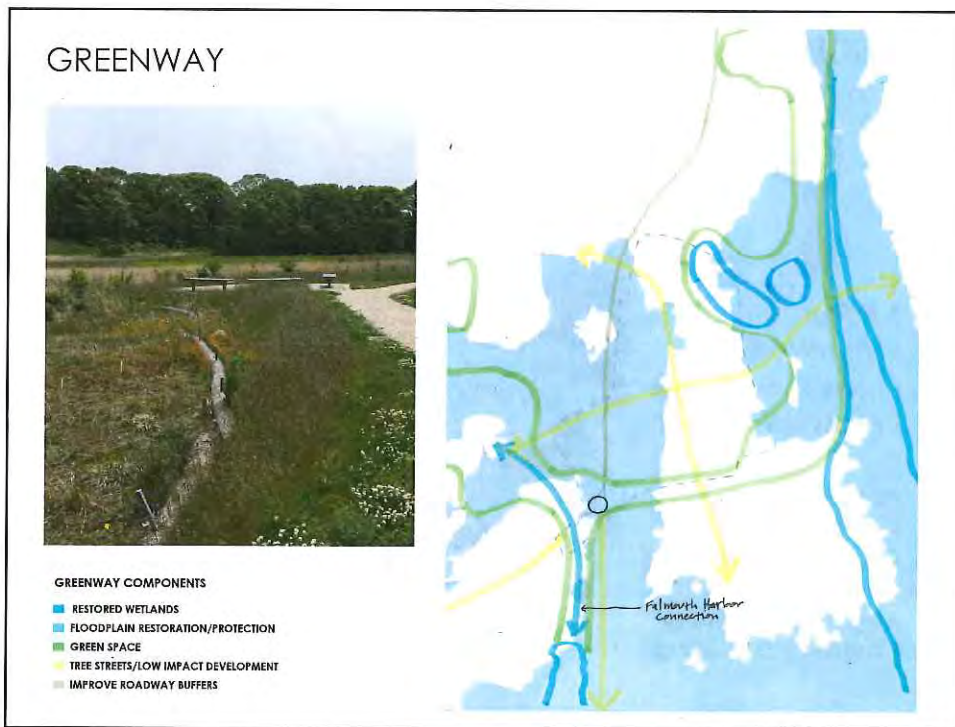 GREENWAY
GREENWAY COMPONENTS
RESTORED WETLANDS
FLOODPLAIN RESTORATION/PROTECTION
GREEN SPACE
TREE STREETS/LOW IMPACT DEVELOPMENT
IMPROVE ROADWAY BUFFERS
Falmouth Harbor
Connection